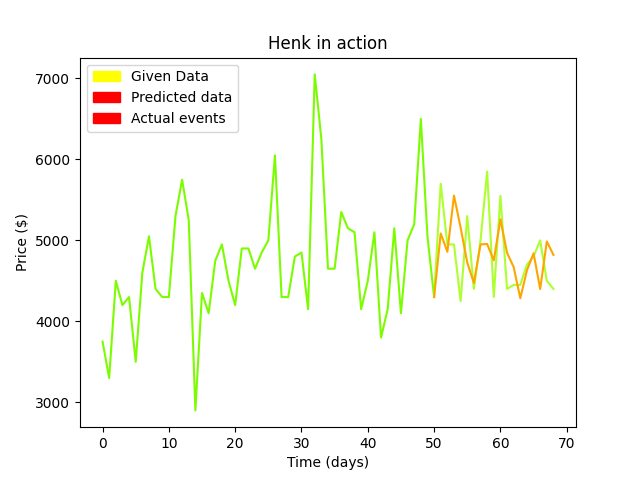 Henk in action
Given Data
Predicted data
Actual events
7000
6000
5000
4000
3000
Price ($)
0 10 20 30 40 50 60 70
Time (days)